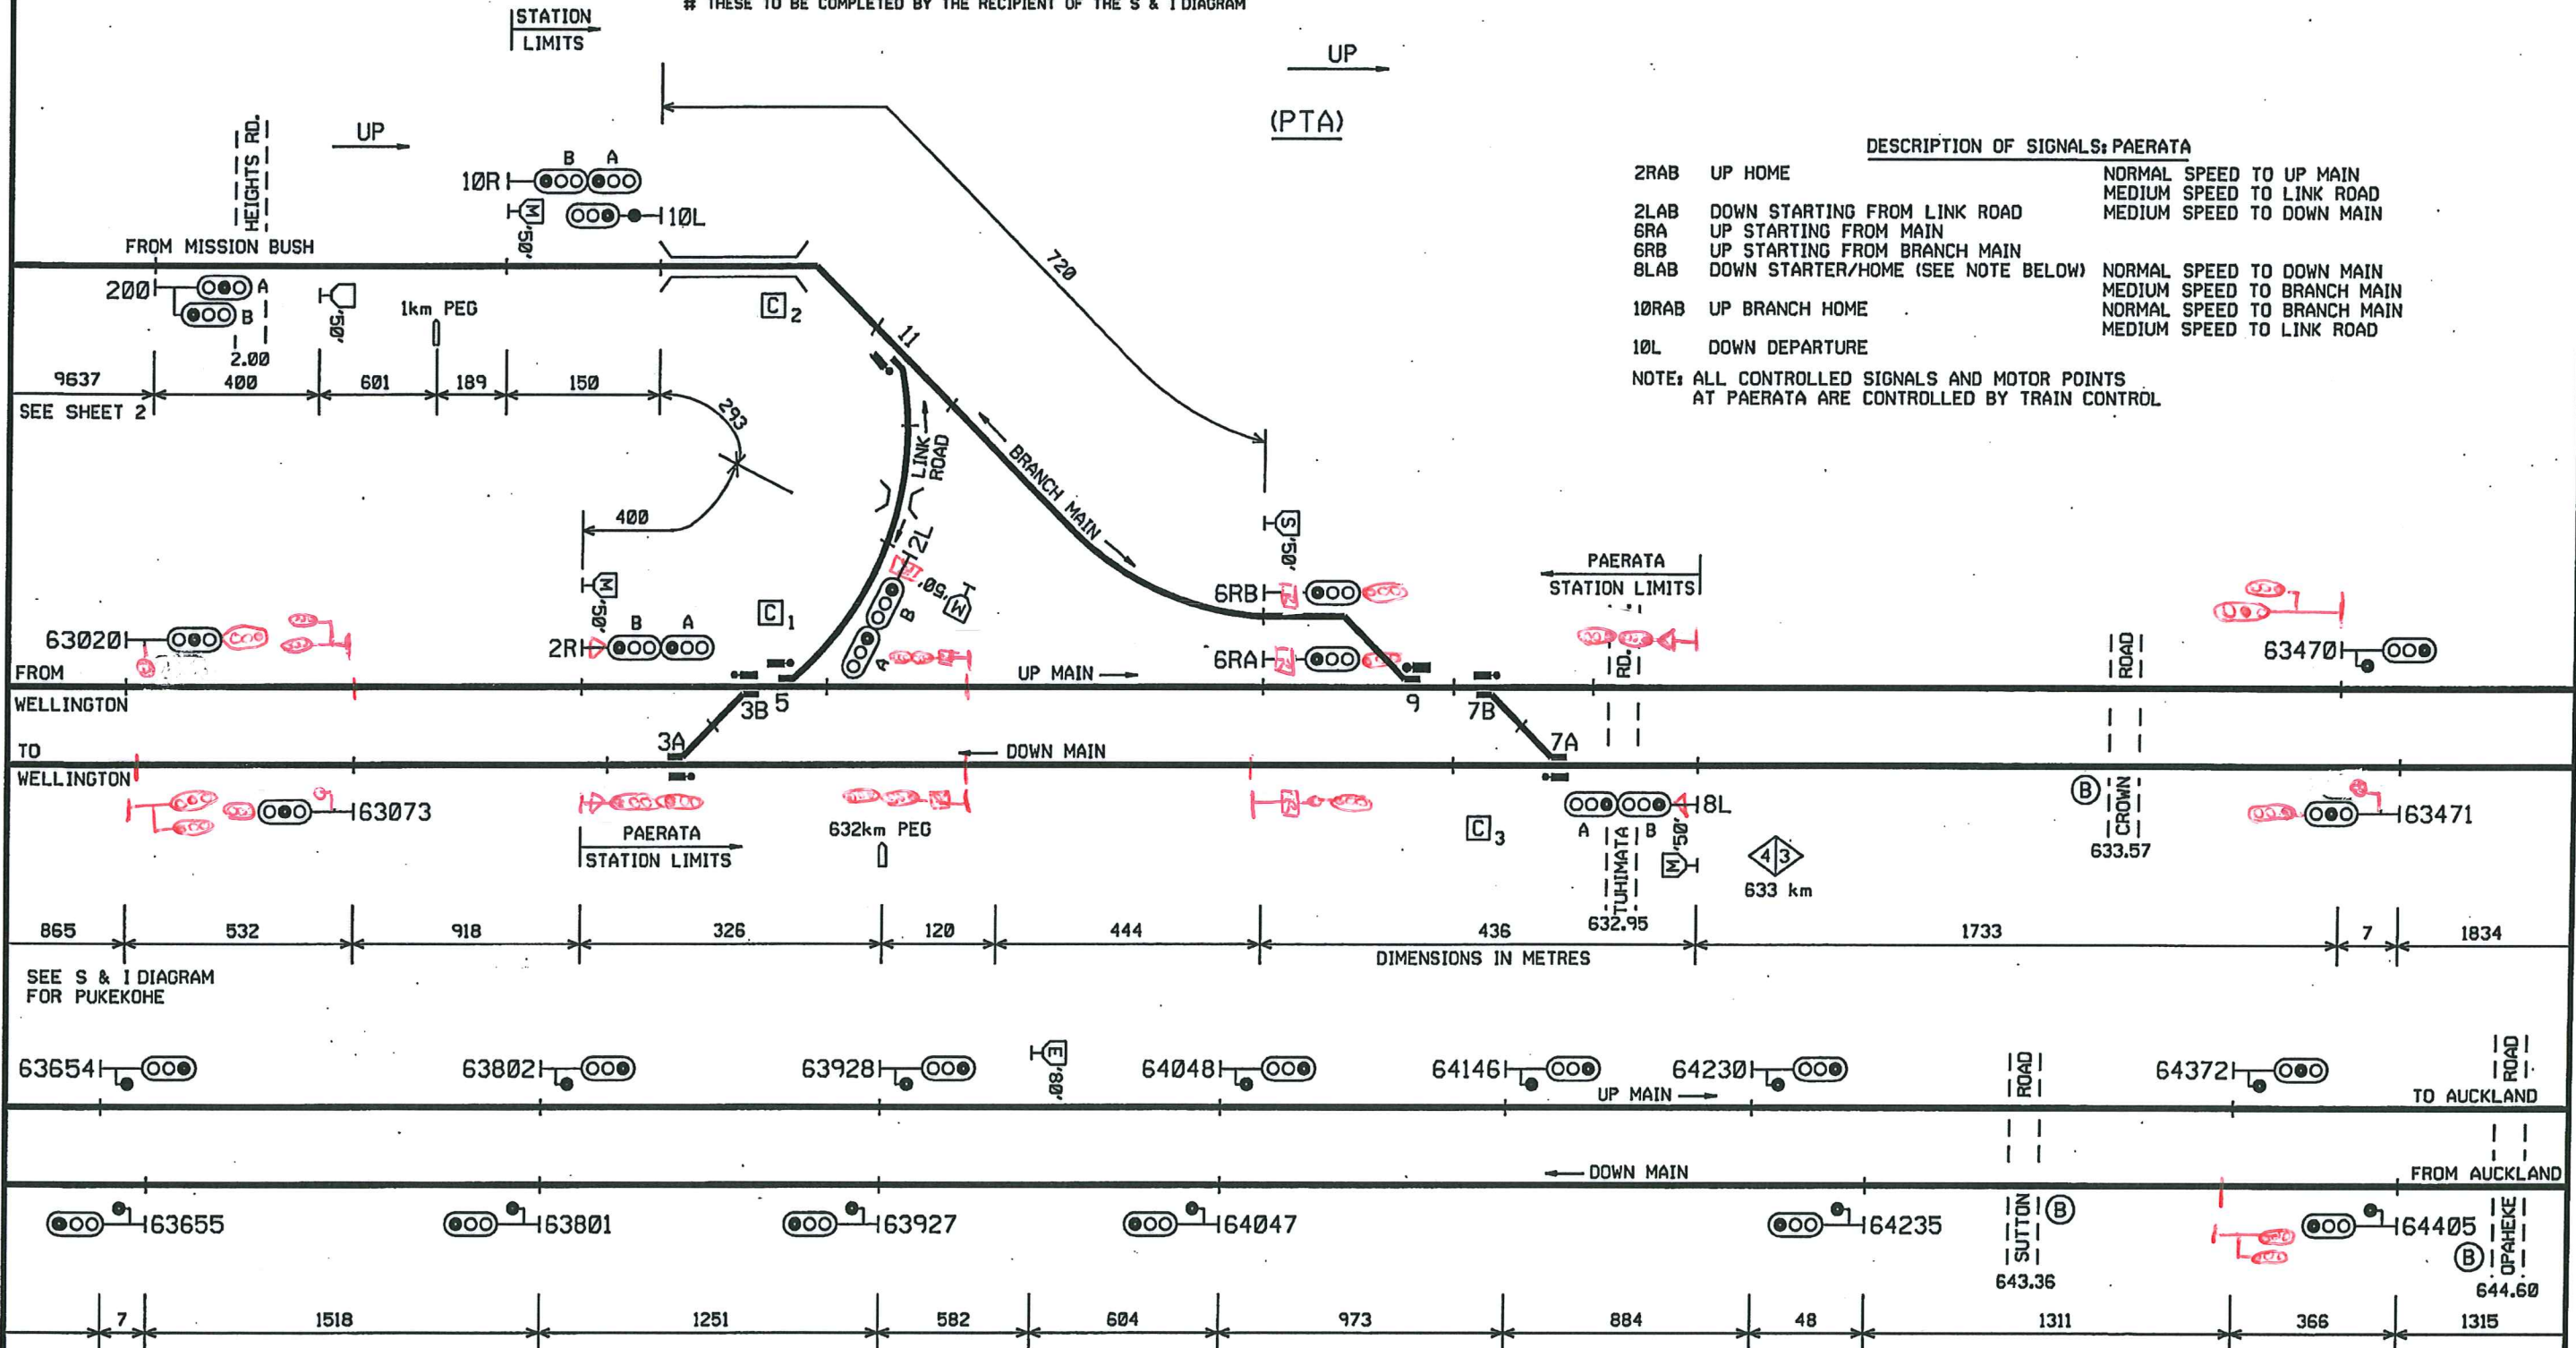 # THESE TO BE COMPLETED BY THE RECIPIENT OF THE S & I DIAGRAM
STATION
LIMITS
UP
(PTA)
UP
HEIGHTS RD.
B A
10R
M
'50'
10L
FROM MISSION BUSH
200
A
B
'50'
1km PEG
2.00
C 2
11
720
9637
400
601
189
150
SEE SHEET 2
293
400
LINK
ROAD
BRANCH MAIN
DESCRIPTION OF SIGNALS: PAERATA
2RAB UP HOME NORMAL SPEED TO UP MAIN
MEDIUM SPEED TO LINK ROAD
2LAB DOWN STARTING FROM LINK ROAD MEDIUM SPEED TO DOWN MAIN
6RA UP STARTING FROM MAIN
6RB UP STARTING FROM BRANCH MAIN
8LAB DOWN STARTER/HOME (SEE NOTE BELOW) NORMAL SPEED TO DOWN MAIN
MEDIUM SPEED TO BRANCH MAIN
10RAB UP BRANCH HOME NORMAL SPEED TO BRANCH MAIN
MEDIUM SPEED TO LINK ROAD
10L DOWN DEPARTURE
NOTE: ALL CONTROLLED SIGNALS AND MOTOR POINTS
AT PAERATA ARE CONTROLLED BY TRAIN CONTROL
M
'50'
2L
'50'
M
S
'50'
C 1
63020
2R
B A
B
A
6RB
6RA
PAERATA
STATION LIMITS
RD.
ROAD
63470
FROM
WELLINGTON
UP MAIN
3B 5
9
7B
TO
WELLINGTON
3A
DOWN MAIN
7A
63073
PAERATA
STATION LIMITS
632km PEG
C 3
A B
8L
'50'
M
TUHIMATA
632.95
4 3
633 km
B
CROWN
633.57
63471
865
532
918
326
120
444
436
1733
7
1834
DIMENSIONS IN METRES
SEE S & I DIAGRAM
FOR PUKEKOHE
63654
63802
63928
E
'80'
64048
64146
64230
ROAD
64372
ROAD
UP MAIN
TO AUCKLAND
DOWN MAIN
FROM AUCKLAND
63655
63801
63927
64047
64235
SUTTON
B
643.36
64405
B
OPAHEKE
644.60
7
1518
1251
582
604
973
884
48
1311
366
1315